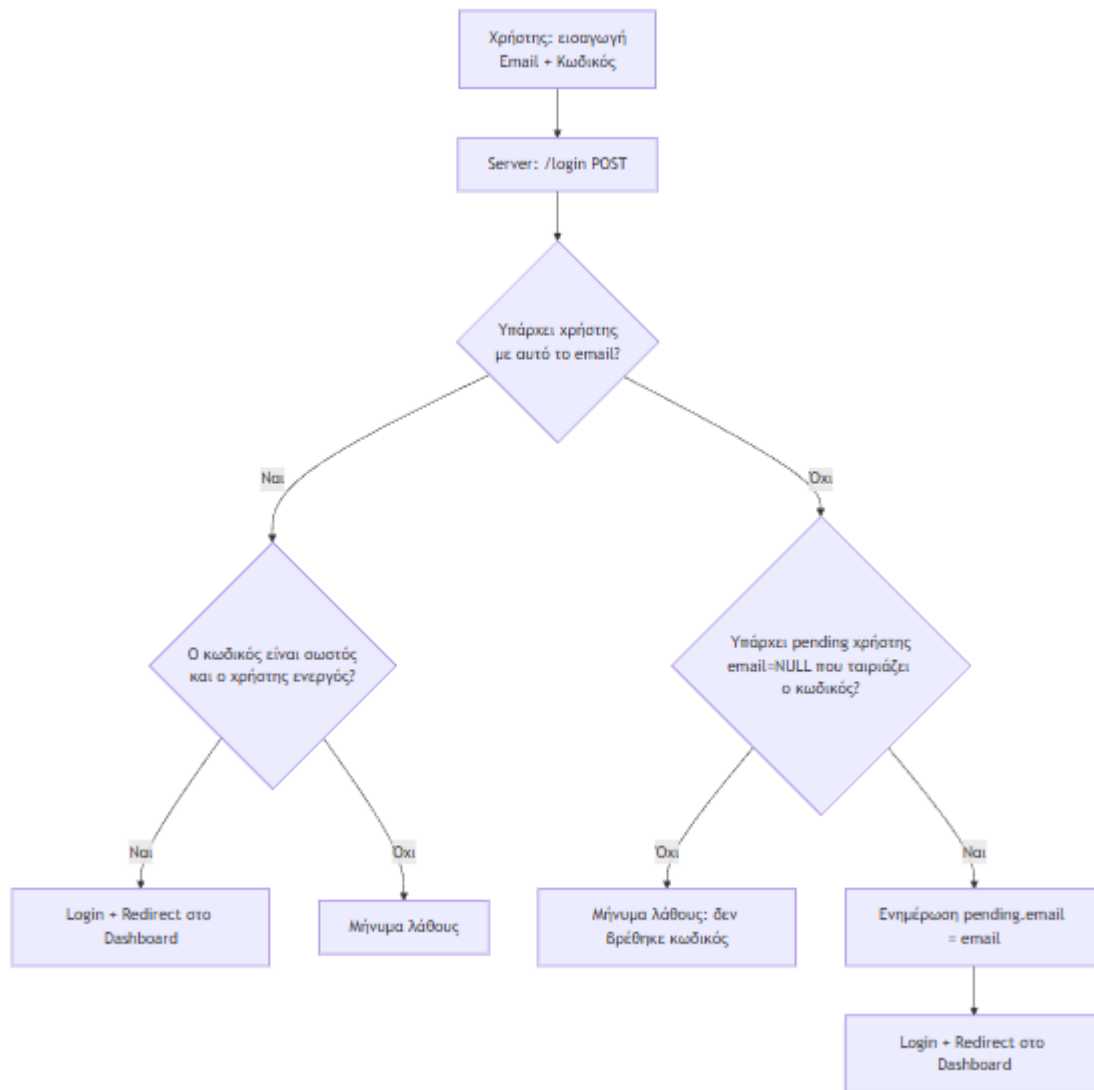 Χρήστης: εισαγωγή
Email + Κωδικός
Server: /login POST
Υπάρχει χρήστης
με αυτό το email?
Ναι
Όχι
Ο κωδικός είναι σωστός
και ο χρήστης ενεργός?
Υπάρχει pending χρήστης
email=NULL που ταιριάζει
ο κωδικός?
Ναι
Όχι
Όχι
Ναι
Login + Redirect στο
Dashboard
Μήνυμα λάθους
Μήνυμα λάθους: δεν
βρέθηκε κωδικός
Ενημέρωση pending.email
= email
Login + Redirect στο
Dashboard